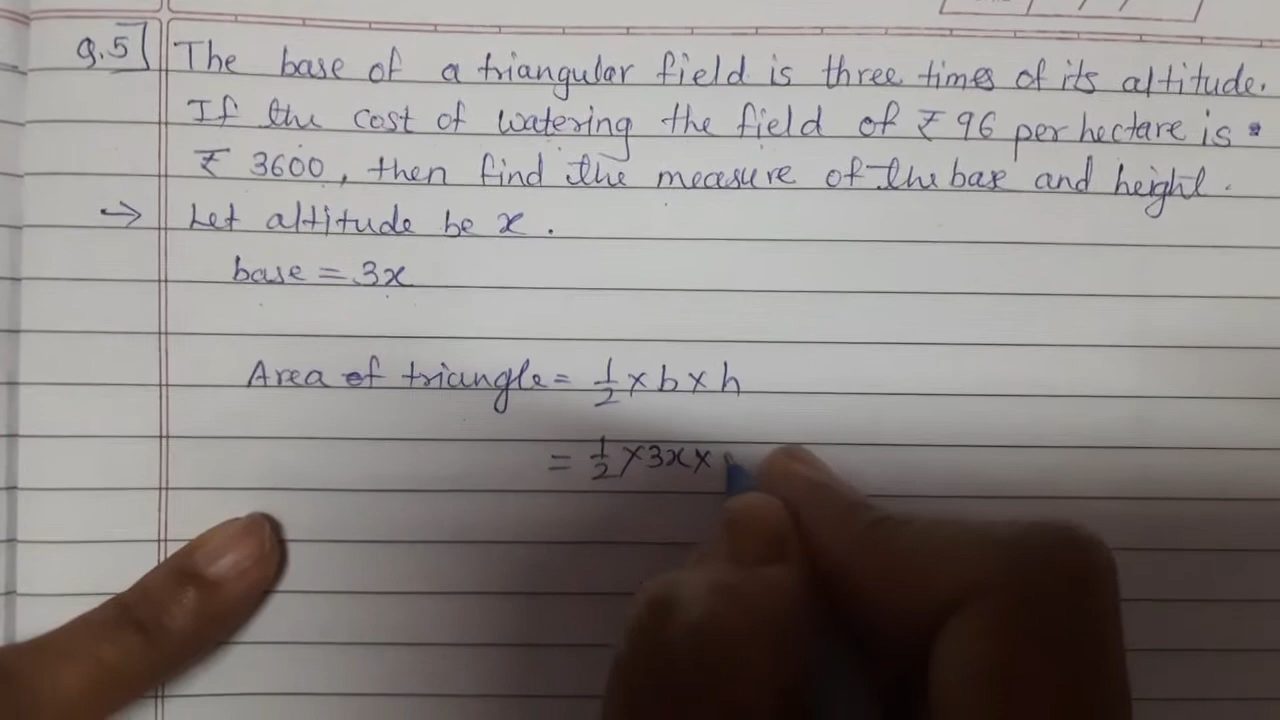 Q.5] The base of a triangular field is three times of its altitude.
If the cost of watering the field of ₹ 96 per hectare is
₹ 3600, then find the measure of the base and height.
→ Let altitude be x.
base = 3x
Area of triangle = 1/2 × b × h
= 1/2 × 3x ×